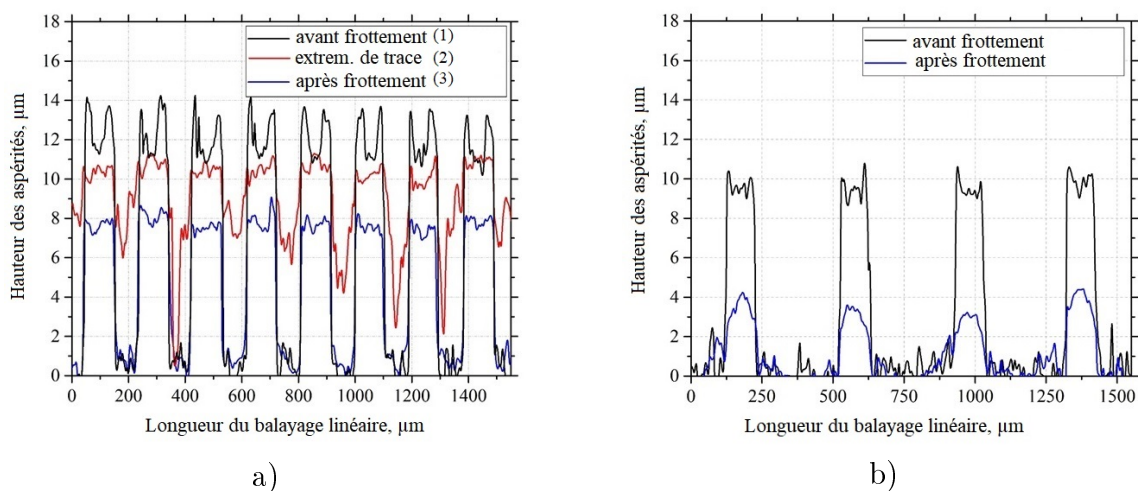 18
16
14
12
10
8
6
4
2
0
Hauteur des aspérités, µm
avant frottement (1)
extrem. de trace (2)
après frottement (3)
0 200 400 600 800 1000 1200 1400
Longueur du balayage linéaire, µm
a)
18
16
14
12
10
8
6
4
2
0
Hauteur des aspérités, µm
avant frottement
après frottement
0 250 500 750 1000 1250 1500
Longueur du balayage linéaire, µm
b)